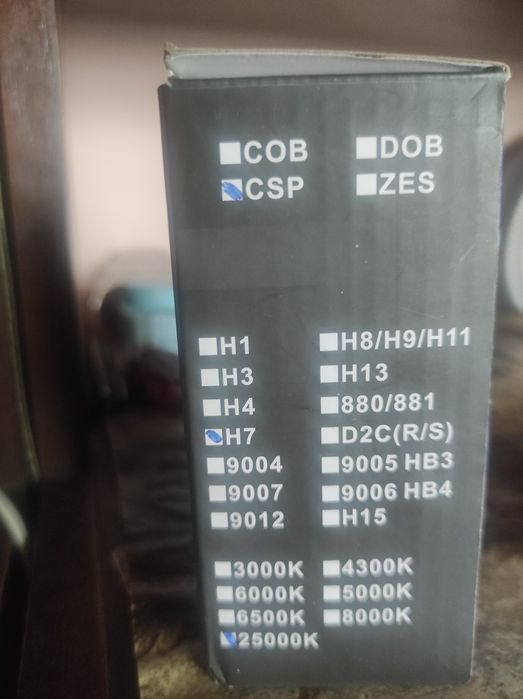 COB DOB
CSP ZES
H1 H8/H9/H11
H3 H13
H4 880/881
H7 D2C(R/S)
9004 9005 HB3
9007 9006 HB4
9012 H15
3000K 4300K
6000K 5000K
6500K 8000K
25000K